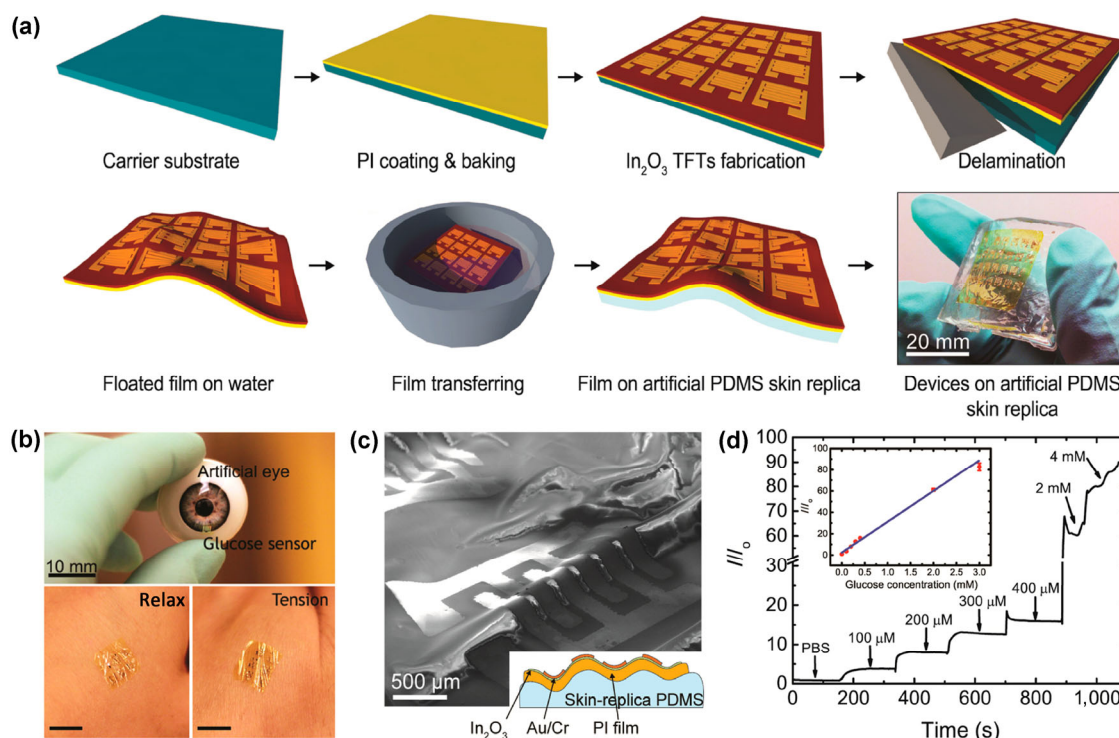 (a)
Carrier substrate
PI coating & baking
In₂O₃ TFTs fabrication
Delamination
Floated film on water
Film transferring
Film on artificial PDMS skin replica
20 mm
Devices on artificial PDMS
skin replica
(b)
Artificial eye
Glucose sensor
10 mm
Relax
Tension
(c)
500 µm
Skin-replica PDMS
In₂O₃
Au/Cr
PI film
(d)
I/I₀
100
90
80
70
60
50
40
30
30
20
10
0
0
200
400
600
800
1,000
Time (s)
PBS
100 µM
200 µM
300 µM
400 µM
2 mM
4 mM
I/I₀
100
80
60
40
20
0
0.0 0.5 1.0 1.5 2.0 2.5 3.0
Glucose concentration (mM)